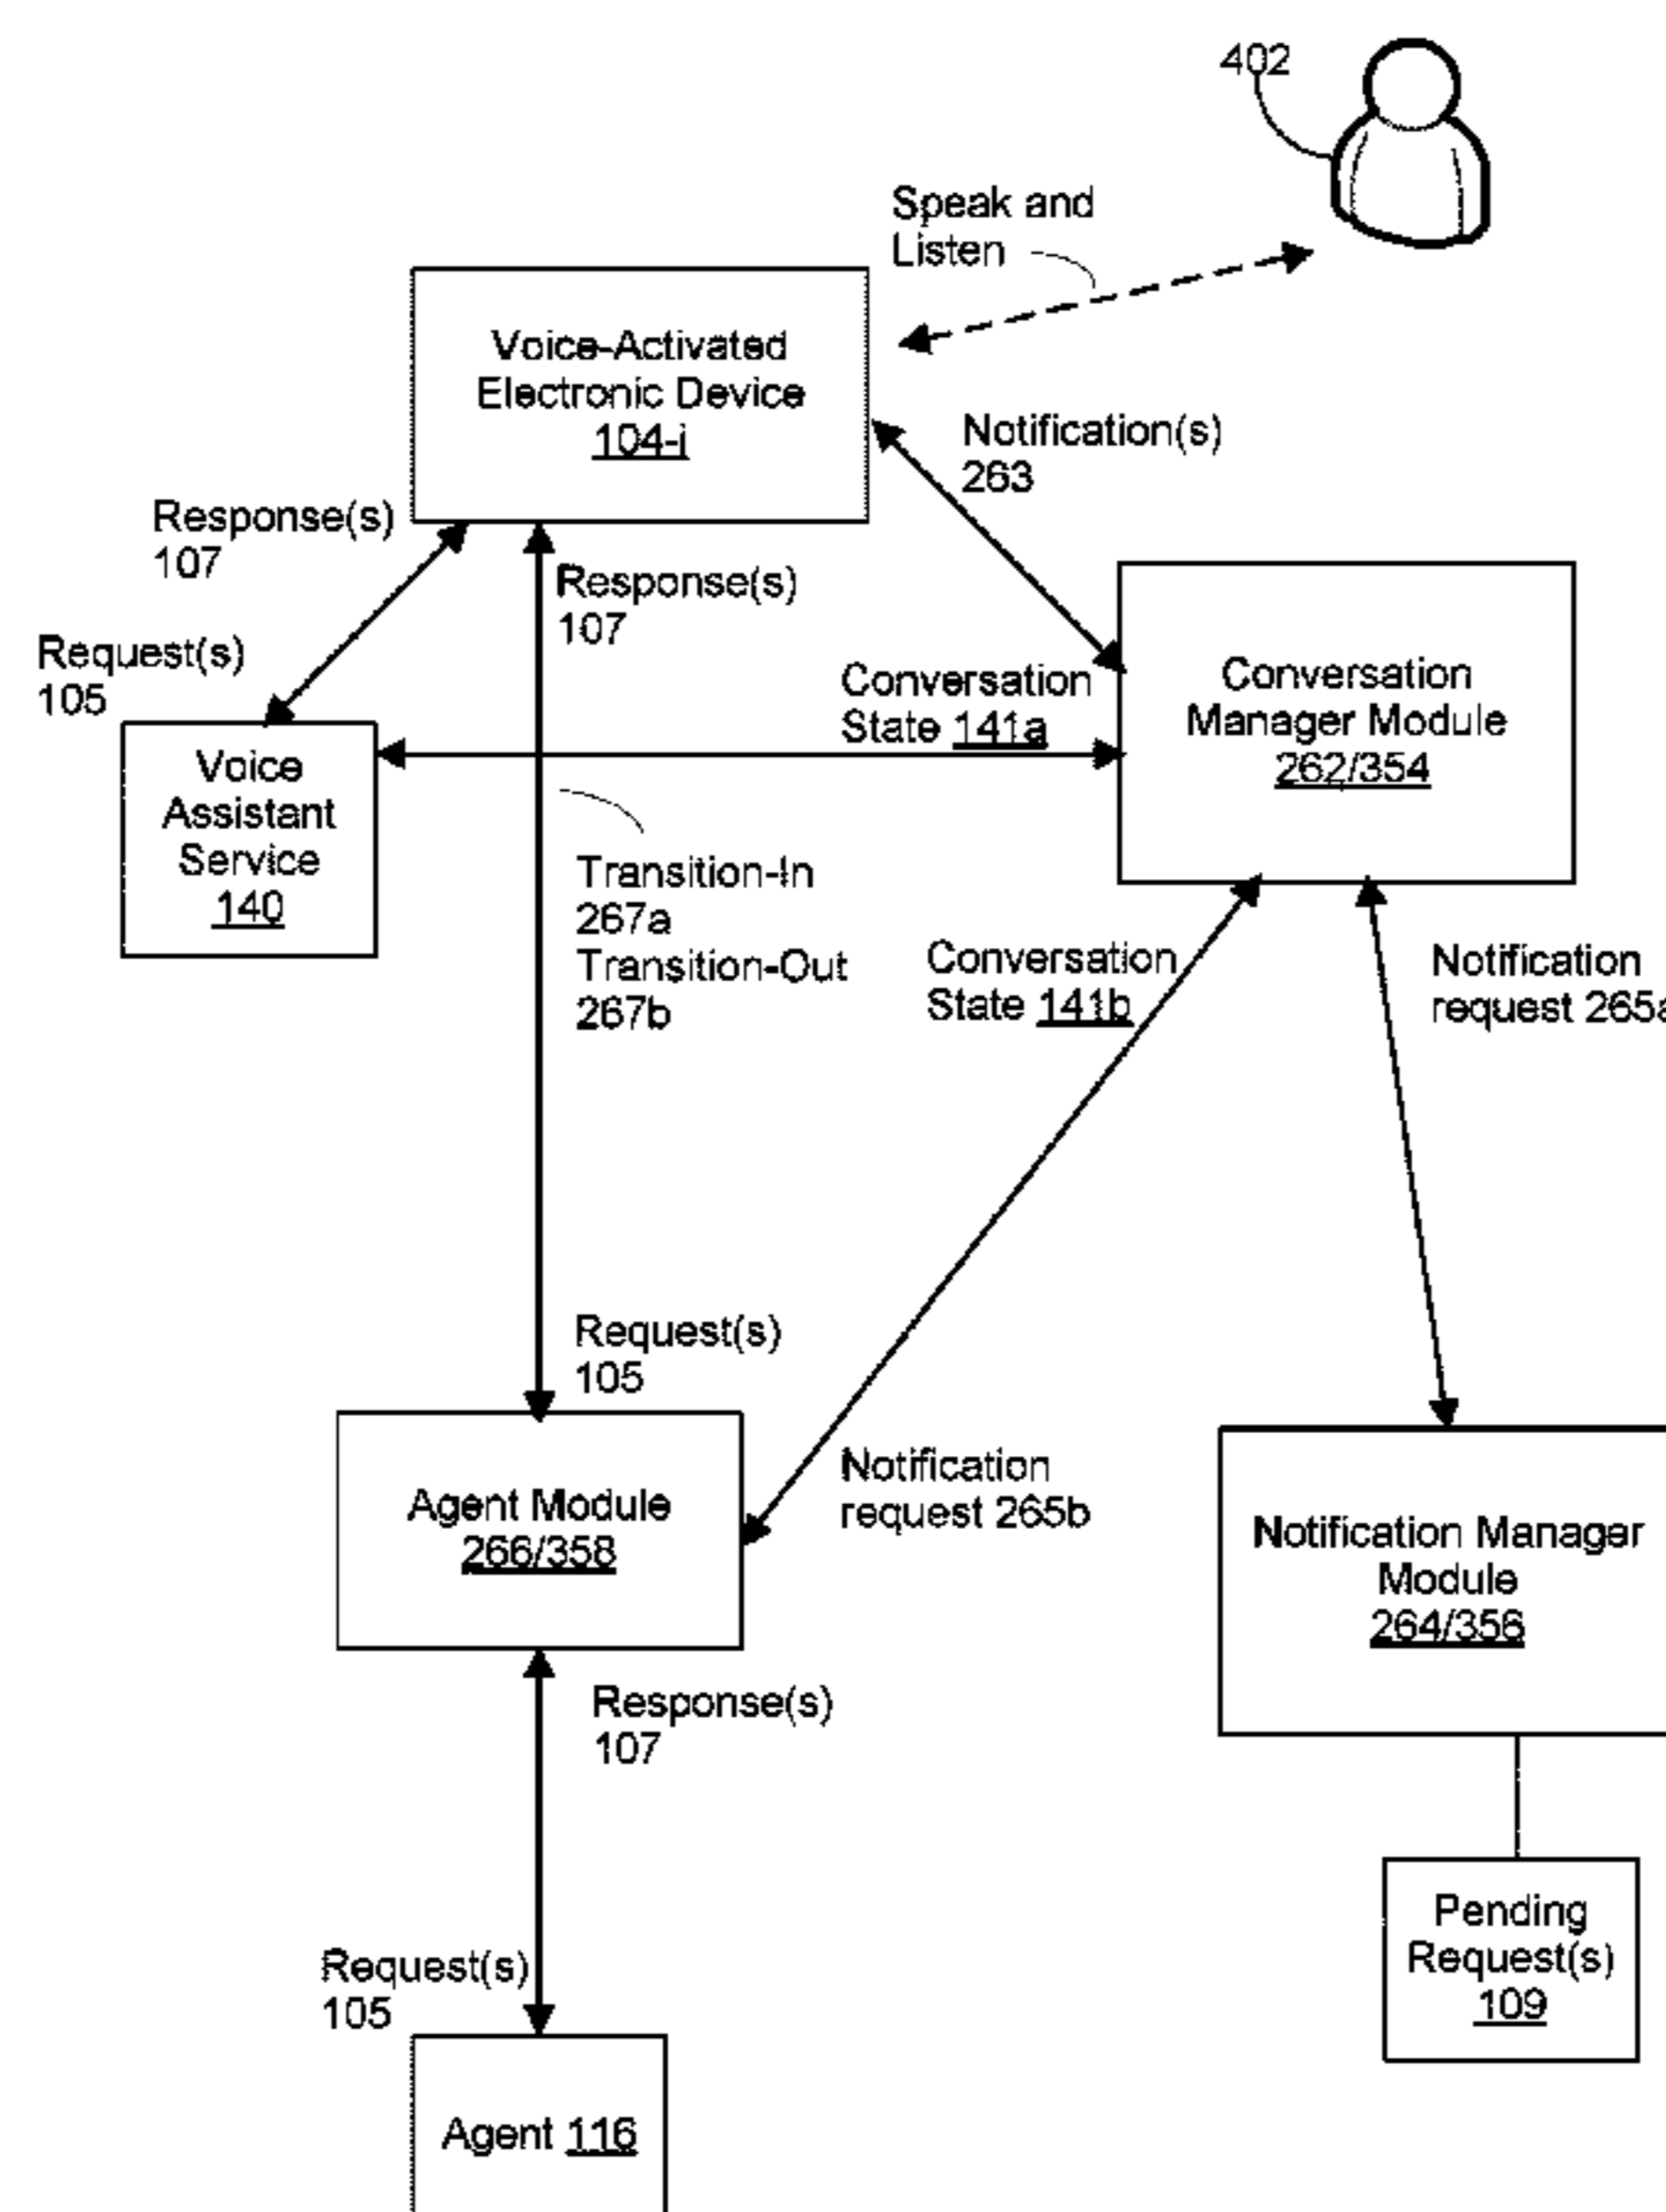 402
Speak and
Listen
Voice-Activated
Electronic Device
104-i
Notification(s)
263
Response(s)
107
Response(s)
107
Request(s)
105
Conversation
State 141a
Conversation
Manager Module
262/354
Voice
Assistant
Service
140
Transition-In
267a
Transition-Out
267b
Conversation
State 141b
Notification
request 265a
Request(s)
105
Notification
request 265b
Agent Module
266/358
Notification Manager
Module
264/356
Response(s)
107
Pending
Request(s)
109
Request(s)
105
Agent 116